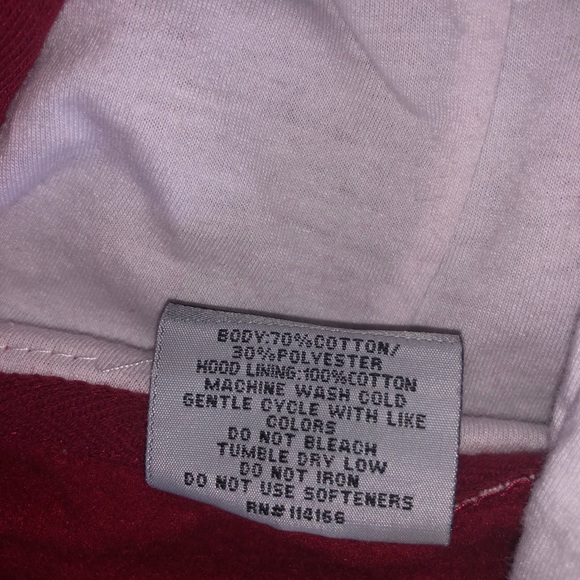 BODY:70%COTTON/
30%POLYESTER
HOOD LINING:100%COTTON
MACHINE WASH COLD
GENTLE CYCLE WITH LIKE
COLORS
DO NOT BLEACH
TUMBLE DRY LOW
DO NOT IRON
DO NOT USE SOFTENERS
RN#114166